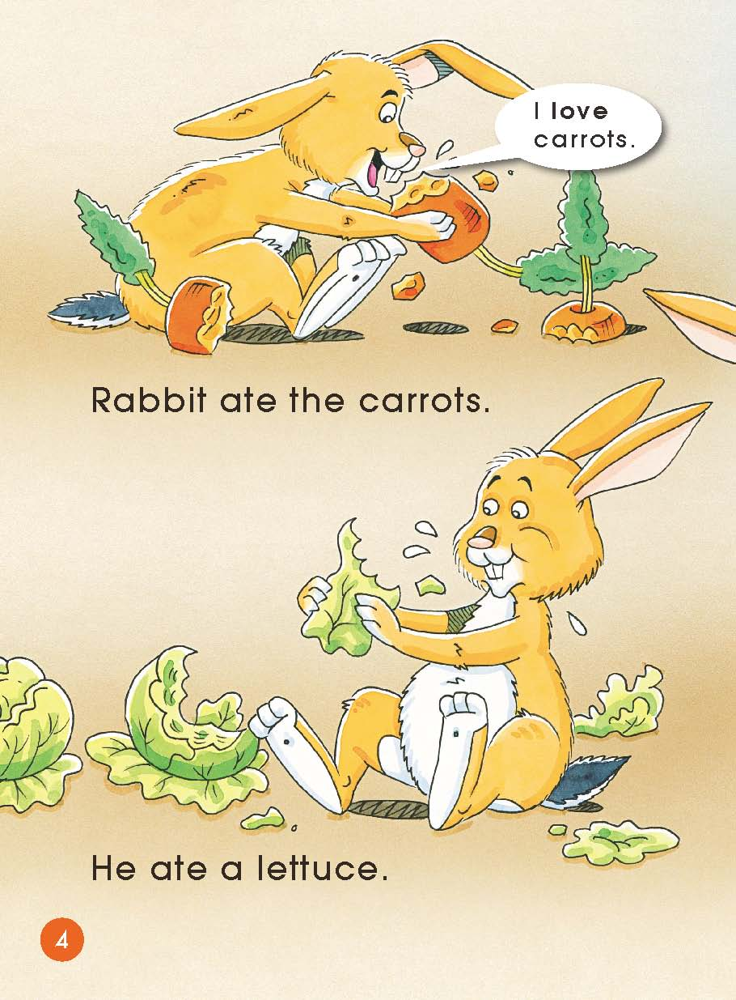 I love
carrots.
Rabbit ate the carrots.
He ate a lettuce.
4